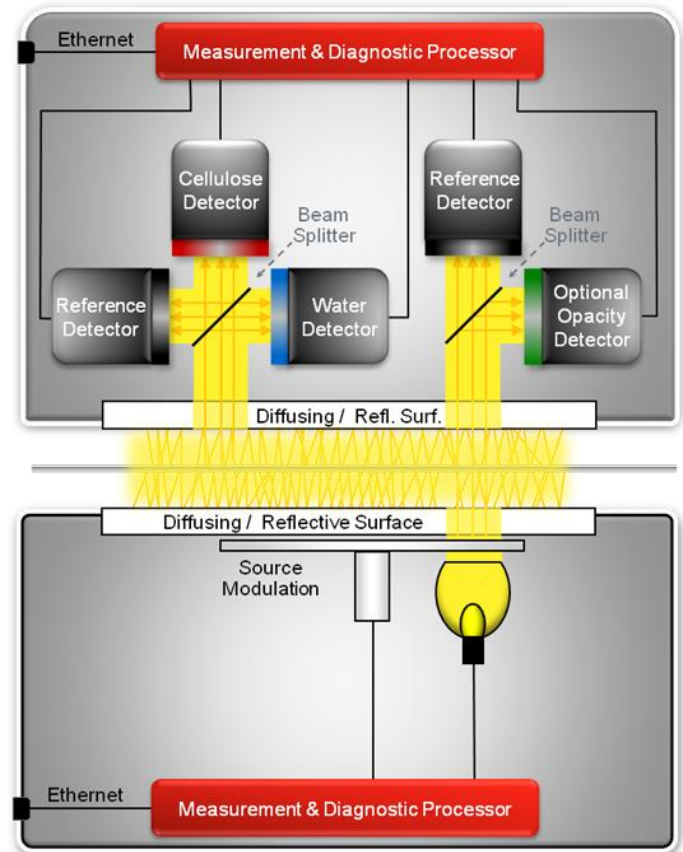 Ethernet
Measurement & Diagnostic Processor
Cellulose
Detector
Reference
Detector
Beam
Splitter
Beam
Splitter
Reference
Detector
Water
Detector
Optional
Opacity
Detector
Diffusing / Refl. Surf.
Diffusing / Reflective Surface
Source
Modulation
Ethernet
Measurement & Diagnostic Processor